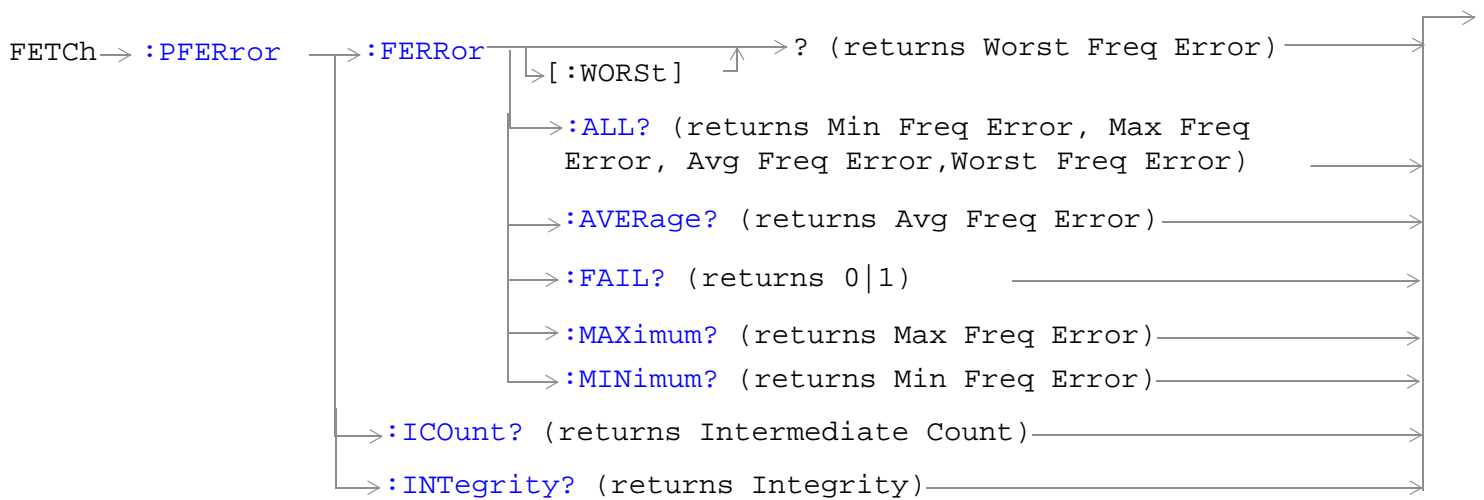 FETCh :PFERror :FERRor ? (returns Worst Freq Error)
[:WORSt]
:ALL? (returns Min Freq Error, Max Freq
Error, Avg Freq Error,Worst Freq Error)
:AVERage? (returns Avg Freq Error)
:FAIL? (returns 0|1)
:MAXimum? (returns Max Freq Error)
:MINimum? (returns Min Freq Error)
:ICOunt? (returns Intermediate Count)
:INTegrity? (returns Integrity)